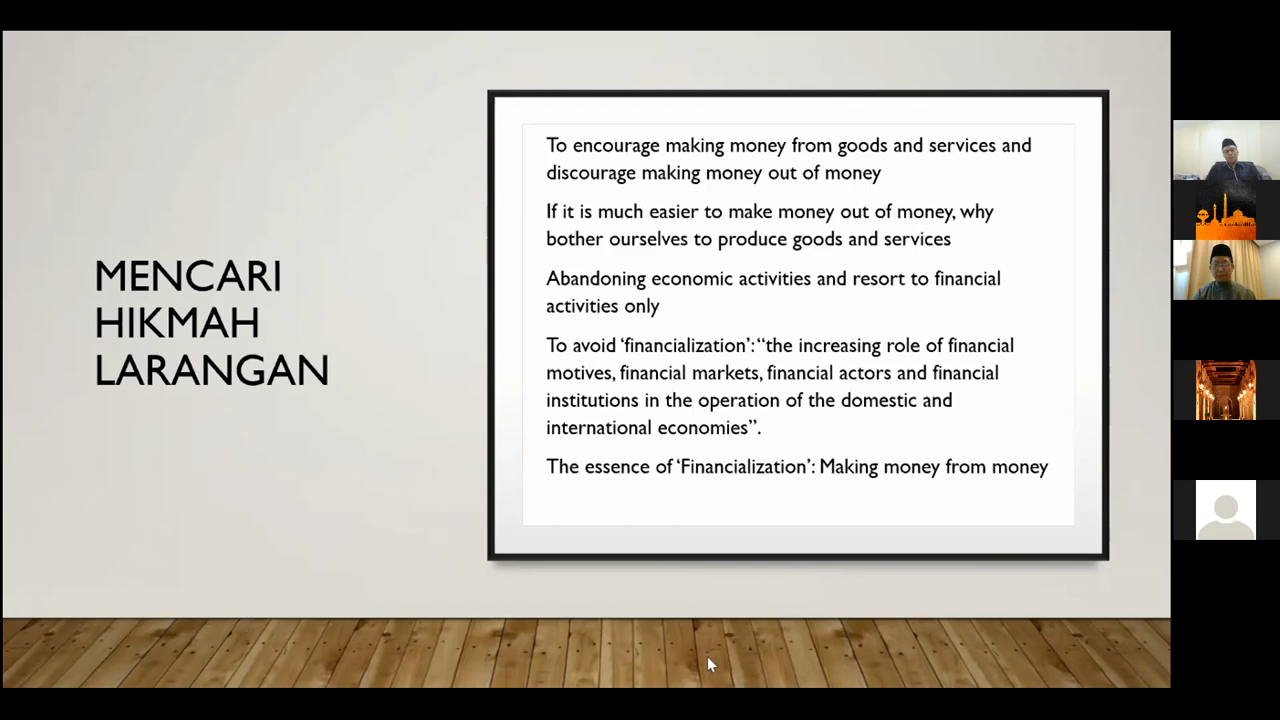 MENCARI
HIKMAH
LARANGAN
To encourage making money from goods and services and
discourage making money out of money
If it is much easier to make money out of money, why
bother ourselves to produce goods and services
Abandoning economic activities and resort to financial
activities only
To avoid ‘financialization’: “the increasing role of financial
motives, financial markets, financial actors and financial
institutions in the operation of the domestic and
international economies”.
The essence of ‘Financialization’: Making money from money